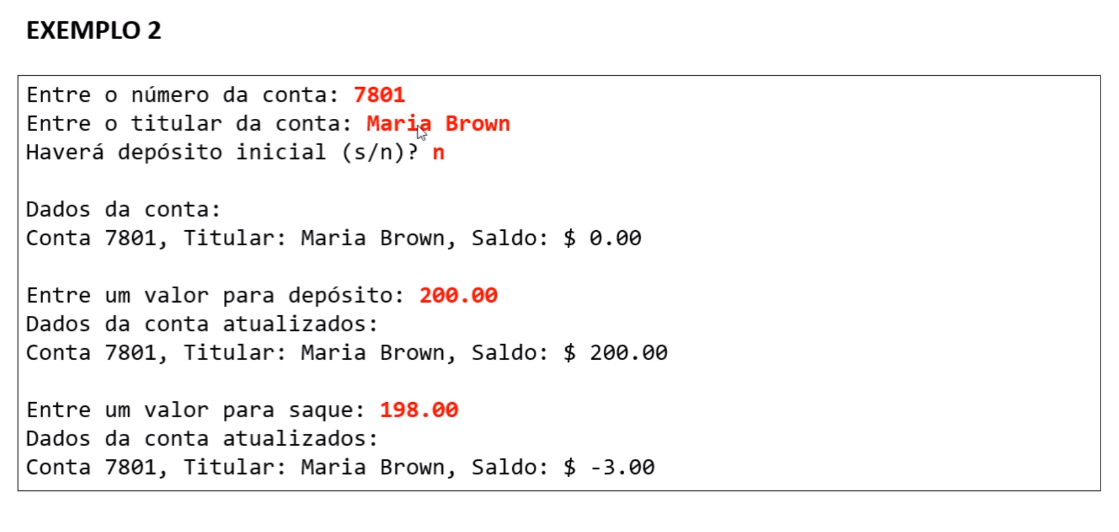 EXEMPLO 2
Entre o número da conta: 7801
Entre o titular da conta: Maria Brown
Haverá depósito inicial (s/n)? n
Dados da conta:
Conta 7801, Titular: Maria Brown, Saldo: $ 0.00
Entre um valor para depósito: 200.00
Dados da conta atualizados:
Conta 7801, Titular: Maria Brown, Saldo: $ 200.00
Entre um valor para saque: 198.00
Dados da conta atualizados:
Conta 7801, Titular: Maria Brown, Saldo: $ -3.00